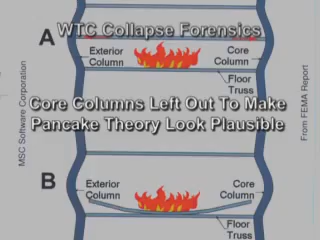 WTC Collapse Forensics
A
Exterior
Column
Core
Column
Floor
Truss
Core Columns Left Out To Make
Pancake Theory Look Plausible
B
Exterior
Column
Core
Column
Floor
Truss
MSC Software Corporation
From FEMA Report